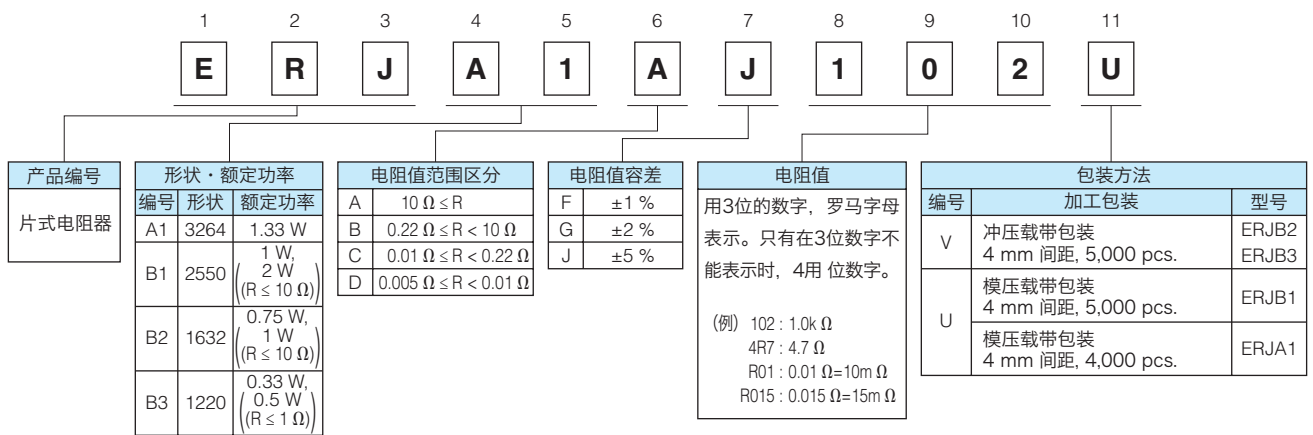 1 2 3 4 5 6 7 8 9 10 11
E R J A 1 A J 1 0 2 U
产品编号
片式电阻器
形状・额定功率
编号 形状 额定功率
A1 3264 1.33 W
B1 2550 1 W,
2 W
(R ≤ 10 Ω)
B2 1632 0.75 W,
1 W
(R ≤ 10 Ω)
B3 1220 0.33 W,
0.5 W
(R ≤ 1 Ω)
电阻值范围区分
A 10 Ω ≤ R
B 0.22 Ω ≤ R < 10 Ω
C 0.01 Ω ≤ R < 0.22 Ω
D 0.005 Ω ≤ R < 0.01 Ω
电阻值容差
F ±1 %
G ±2 %
J ±5 %
电阻值
用3位的数字，罗马字母
表示。只有在3位数字不
能表示时，4用 位数字。
(例) 102 : 1.0k Ω
4R7 : 4.7 Ω
R01 : 0.01 Ω=10m Ω
R015 : 0.015 Ω=15m Ω
包装方法
编号 加工包装 型号
V 冲压载带包装 ERJB2
4 mm 间距, 5,000 pcs. ERJB3
U 模压载带包装
4 mm 间距, 5,000 pcs. ERJB1
模压载带包装
4 mm 间距, 4,000 pcs. ERJA1